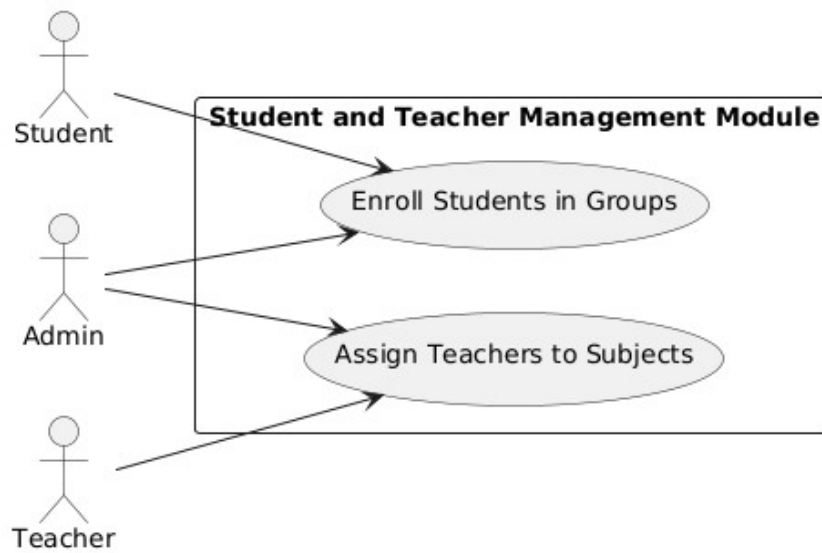 Student
Student and Teacher Management Module
Enroll Students in Groups
Admin
Assign Teachers to Subjects
Teacher